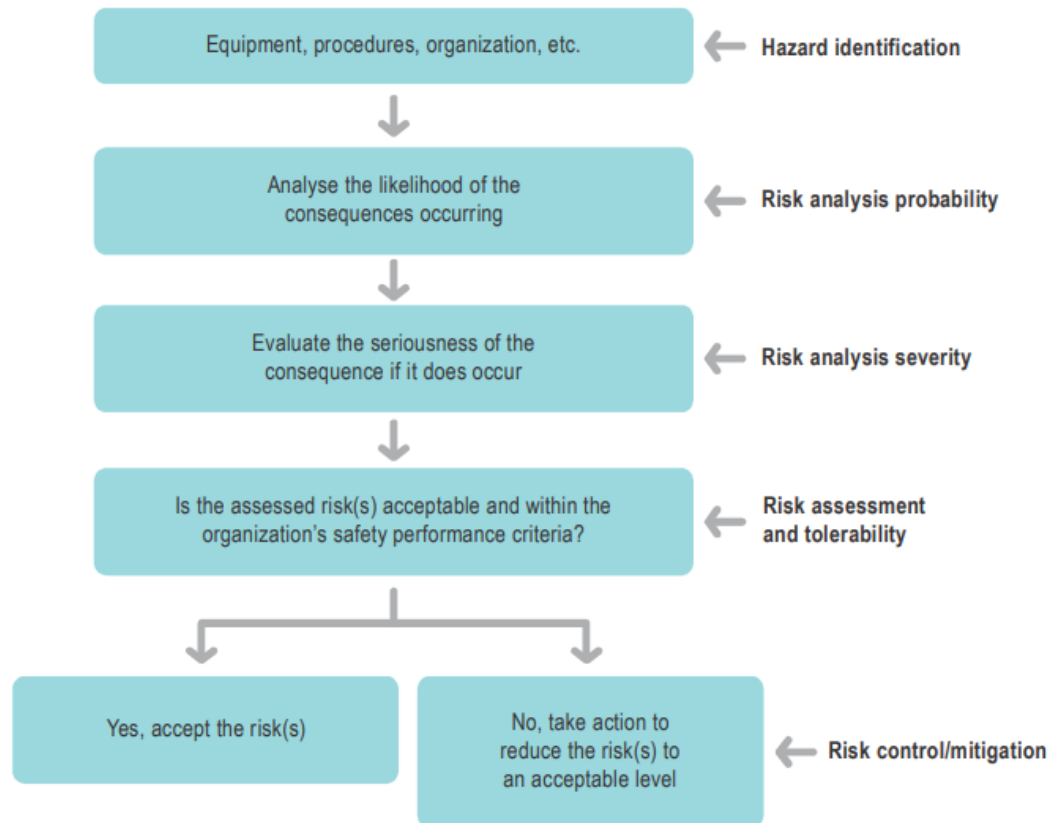 Equipment, procedures, organization, etc.
Hazard identification
Analyse the likelihood of the
consequences occurring
Risk analysis probability
Evaluate the seriousness of the
consequence if it does occur
Risk analysis severity
Is the assessed risk(s) acceptable and within the
organization's safety performance criteria?
Risk assessment
and tolerability
Yes, accept the risk(s)
No, take action to
reduce the risk(s) to
an acceptable level
Risk control/mitigation